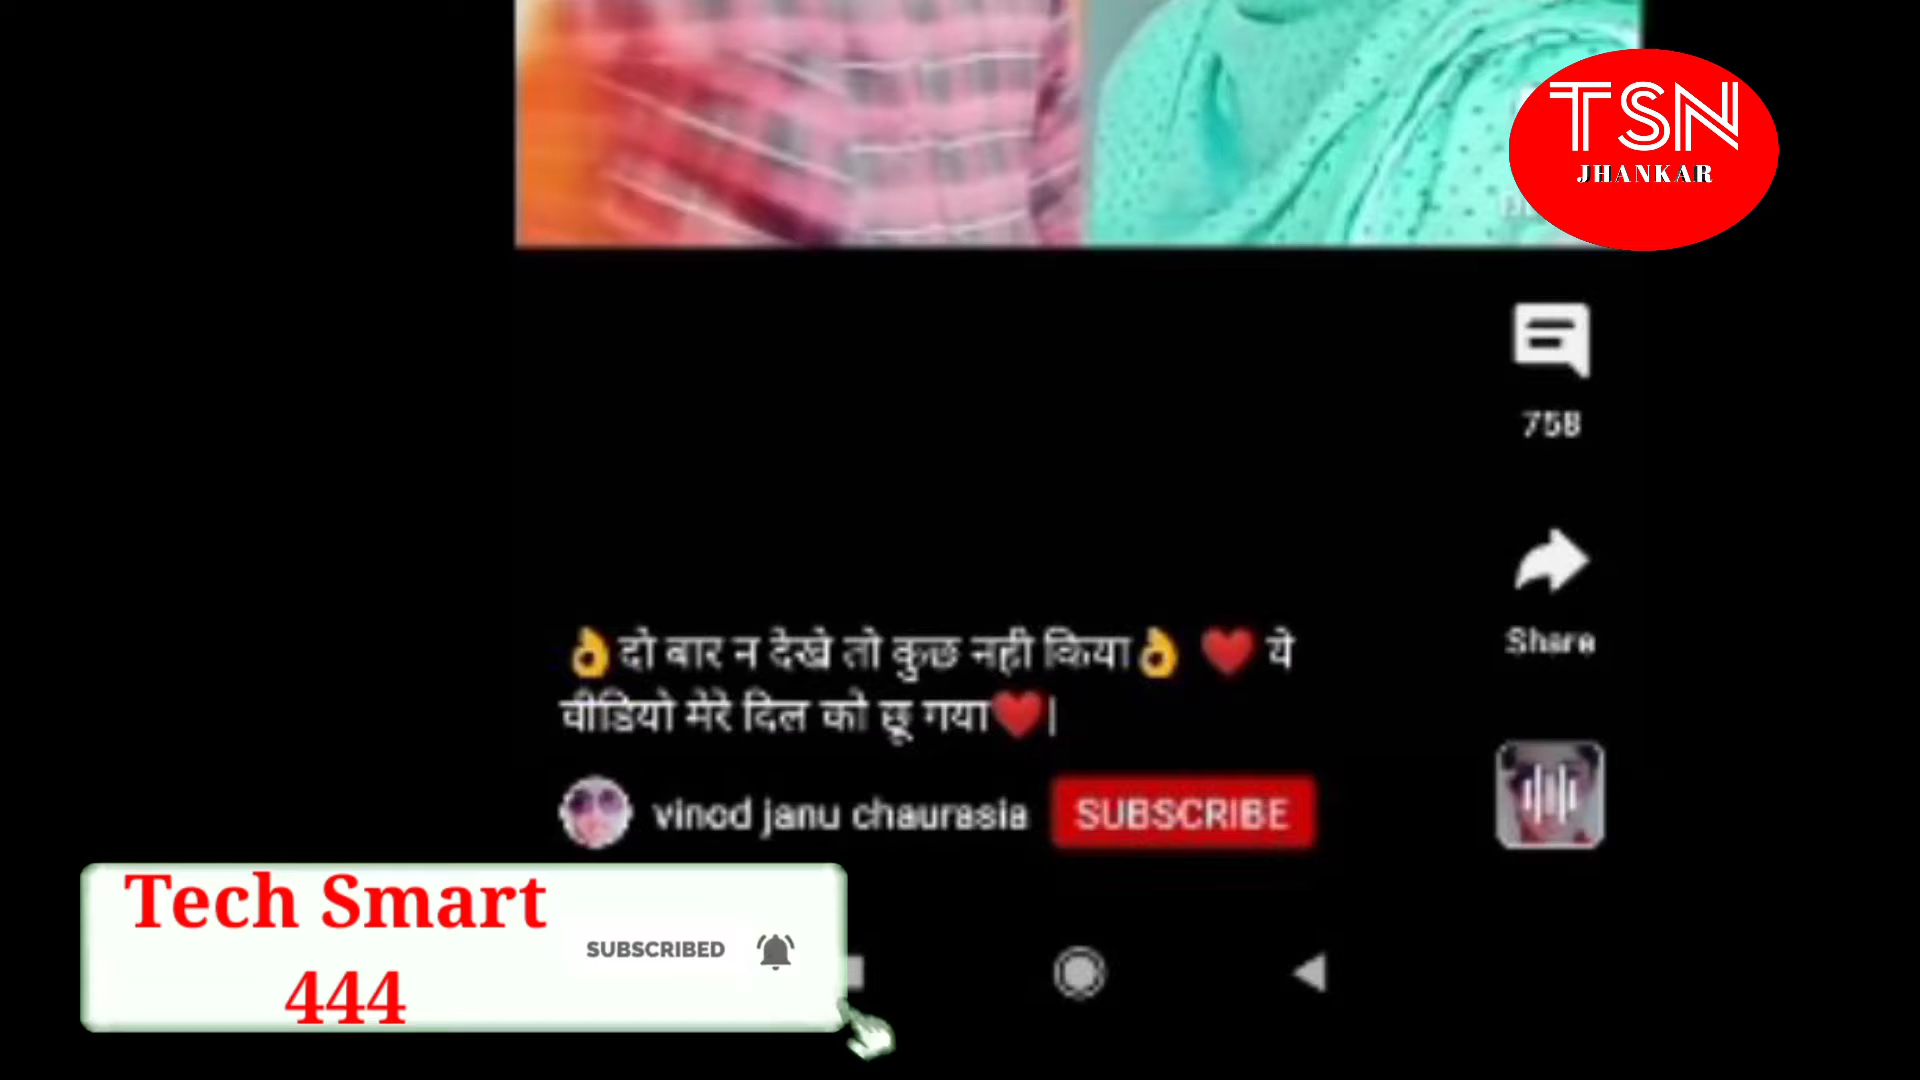 TSN
JHANKAR
758
Share
👌दो बार न देखे तो कुछ नही किया👌 ❤️ ये
वीडियो मेरे दिल को छू गया❤️|
vinod janu chaurasia SUBSCRIBE
Tech Smart
444
SUBSCRIBED